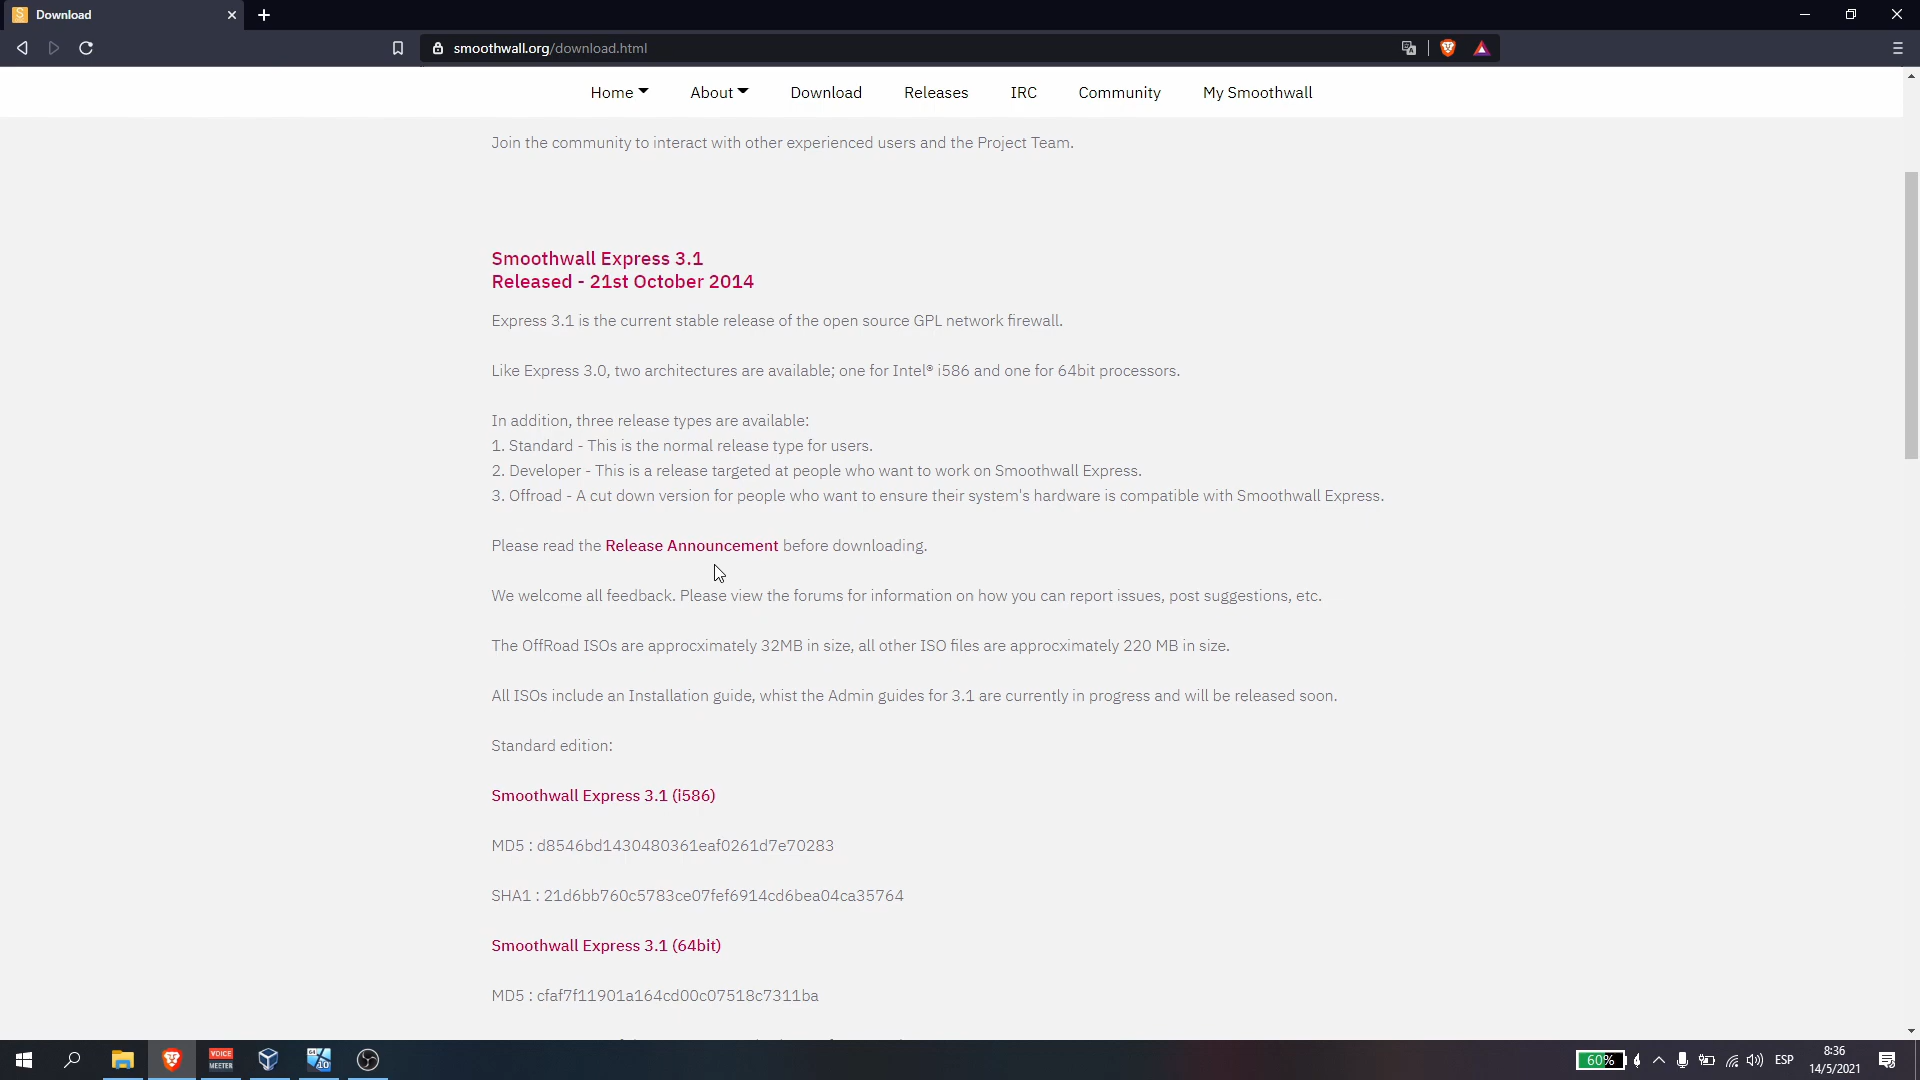 Download
smoothwall.org/download.html
Home About Download Releases IRC Community My Smoothwall
Join the community to interact with other experienced users and the Project Team.
Smoothwall Express 3.1
Released - 21st October 2014
Express 3.1 is the current stable release of the open source GPL network firewall.
Like Express 3.0, two architectures are available; one for Intel® i586 and one for 64bit processors.
In addition, three release types are available:
1. Standard - This is the normal release type for users.
2. Developer - This is a release targeted at people who want to work on Smoothwall Express.
3. Offroad - A cut down version for people who want to ensure their system's hardware is compatible with Smoothwall Express.
Please read the Release Announcement before downloading.
We welcome all feedback. Please view the forums for information on how you can report issues, post suggestions, etc.
The OffRoad ISOs are approcximately 32MB in size, all other ISO files are approcximately 220 MB in size.
All ISOs include an Installation guide, whist the Admin guides for 3.1 are currently in progress and will be released soon.
Standard edition:
Smoothwall Express 3.1 (i586)
MD5 : d8546bd1430480361eaf0261d7e70283
SHA1 : 21d6bb760c5783ce07fef6914cd6bea04ca35764
Smoothwall Express 3.1 (64bit)
MD5 : cfaf7f11901a164cd00c07518c7311ba
VOICE
MEETER
64
10
60%
ESP
8:36
14/5/2021